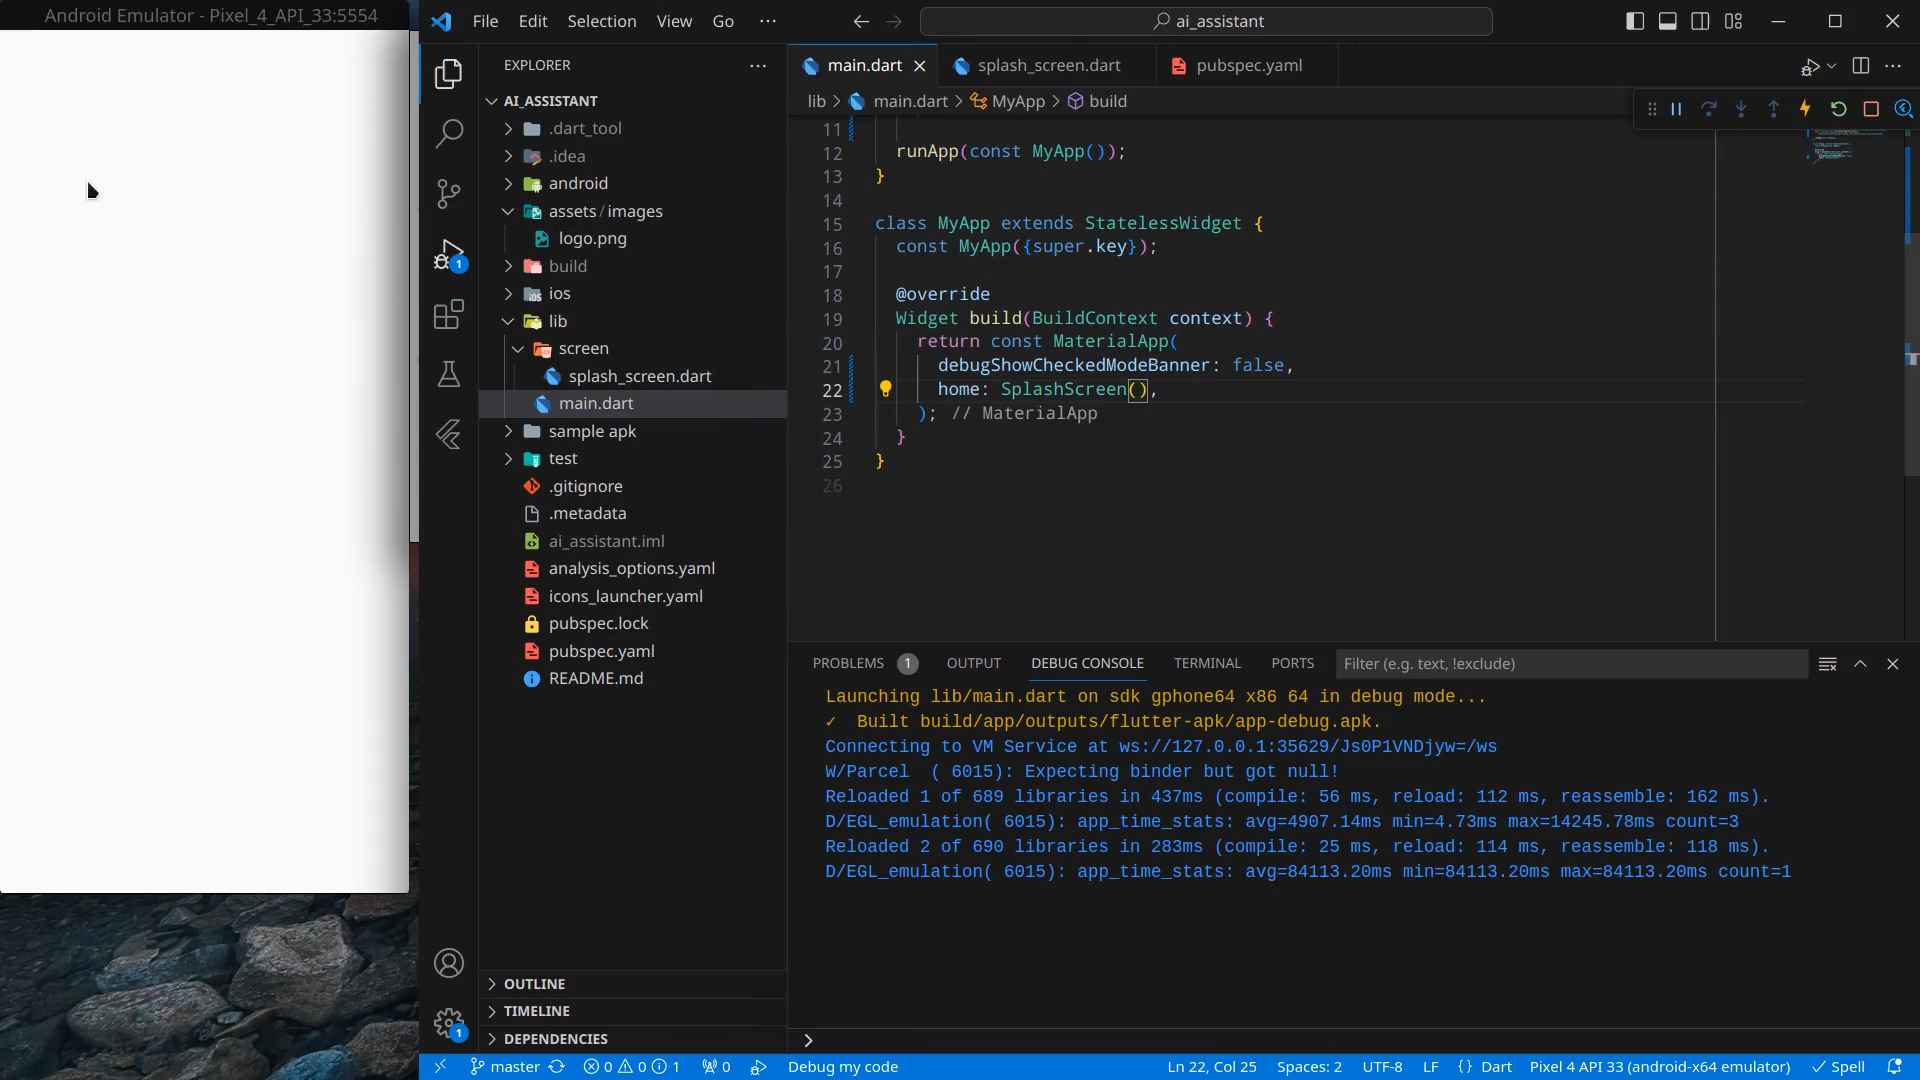 Android Emulator - Pixel_4_API_33:5554
File Edit Selection View Go ···
ai_assistant
EXPLORER
AI_ASSISTANT
.dart_tool
.idea
android
assets / images
logo.png
build
ios
lib
screen
splash_screen.dart
main.dart
sample apk
test
.gitignore
.metadata
ai_assistant.iml
analysis_options.yaml
icons_launcher.yaml
pubspec.lock
pubspec.yaml
README.md
OUTLINE
TIMELINE
DEPENDENCIES
1
1
main.dart splash_screen.dart pubspec.yaml
lib > main.dart > MyApp > build
11
12 runApp(const MyApp());
13 }
14
15 class MyApp extends StatelessWidget {
16 const MyApp({super.key});
17
18 @override
19 Widget build(BuildContext context) {
20 return const MaterialApp(
21 debugShowCheckedModeBanner: false,
22 home: SplashScreen(),
23 ); // MaterialApp
24 }
25 }
26
PROBLEMS 1 OUTPUT DEBUG CONSOLE TERMINAL PORTS Filter (e.g. text, !exclude)
Launching lib/main.dart on sdk gphone64 x86 64 in debug mode...
✓ Built build/app/outputs/flutter-apk/app-debug.apk.
Connecting to VM Service at ws://127.0.0.1:35629/Js0P1VNDjyw=/ws
W/Parcel ( 6015): Expecting binder but got null!
Reloaded 1 of 689 libraries in 437ms (compile: 56 ms, reload: 112 ms, reassemble: 162 ms).
D/EGL_emulation( 6015): app_time_stats: avg=4907.14ms min=4.73ms max=14245.78ms count=3
Reloaded 2 of 690 libraries in 283ms (compile: 25 ms, reload: 114 ms, reassemble: 118 ms).
D/EGL_emulation( 6015): app_time_stats: avg=84113.20ms min=84113.20ms max=84113.20ms count=1
>
master 0 0 1 0 Debug my code Ln 22, Col 25 Spaces: 2 UTF-8 LF { } Dart Pixel 4 API 33 (android-x64 emulator) ✓ Spell